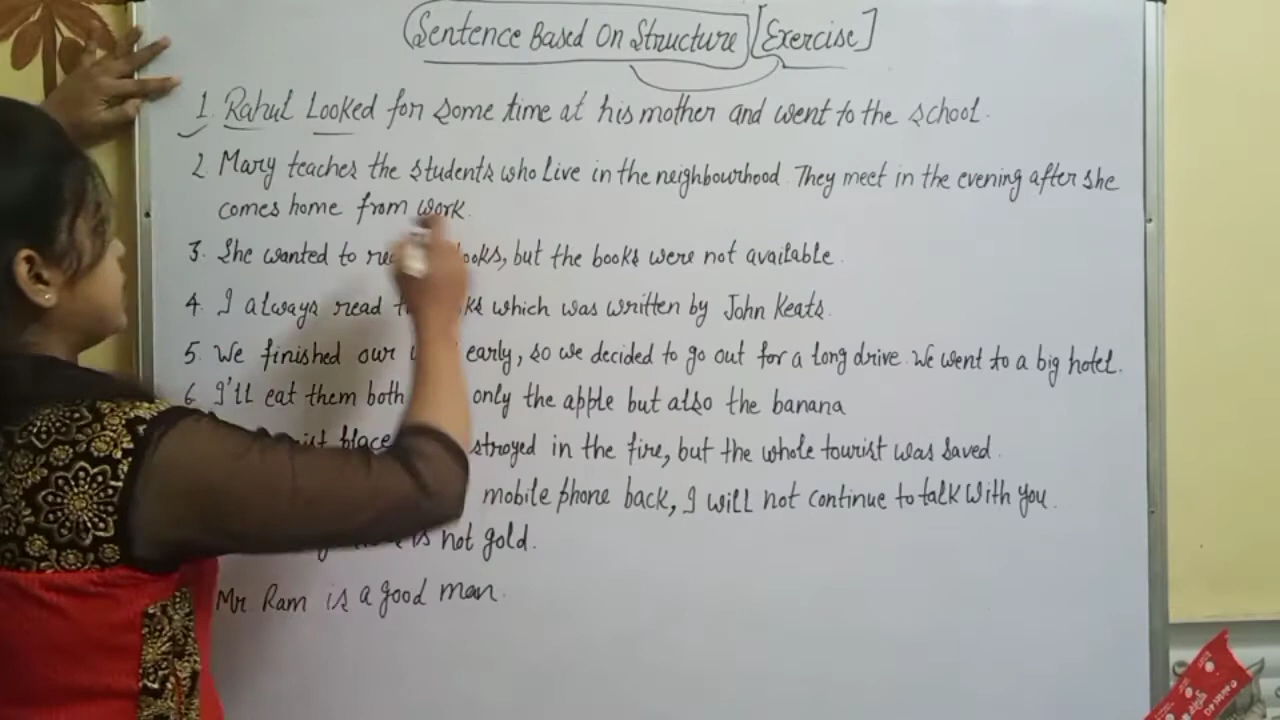 Sentence Based On Structure [Exercise]
1. Rahul Looked for some time at his mother and went to the school.
2. Mary teaches the students who live in the neighbourhood. They meet in the evening after she
comes home from work.
3. She wanted to books, but the books were not available.
4. I always read which was written by John Keats.
5. We finished our early, so we decided to go out for a long drive. We went to a big hotel.
6. I'll eat them both only the apple but also the banana
place in the fire, but the whole tourist was saved.
mobile phone back, I will not continue to talk with you.
is not gold.
Mr Ram is a good man.